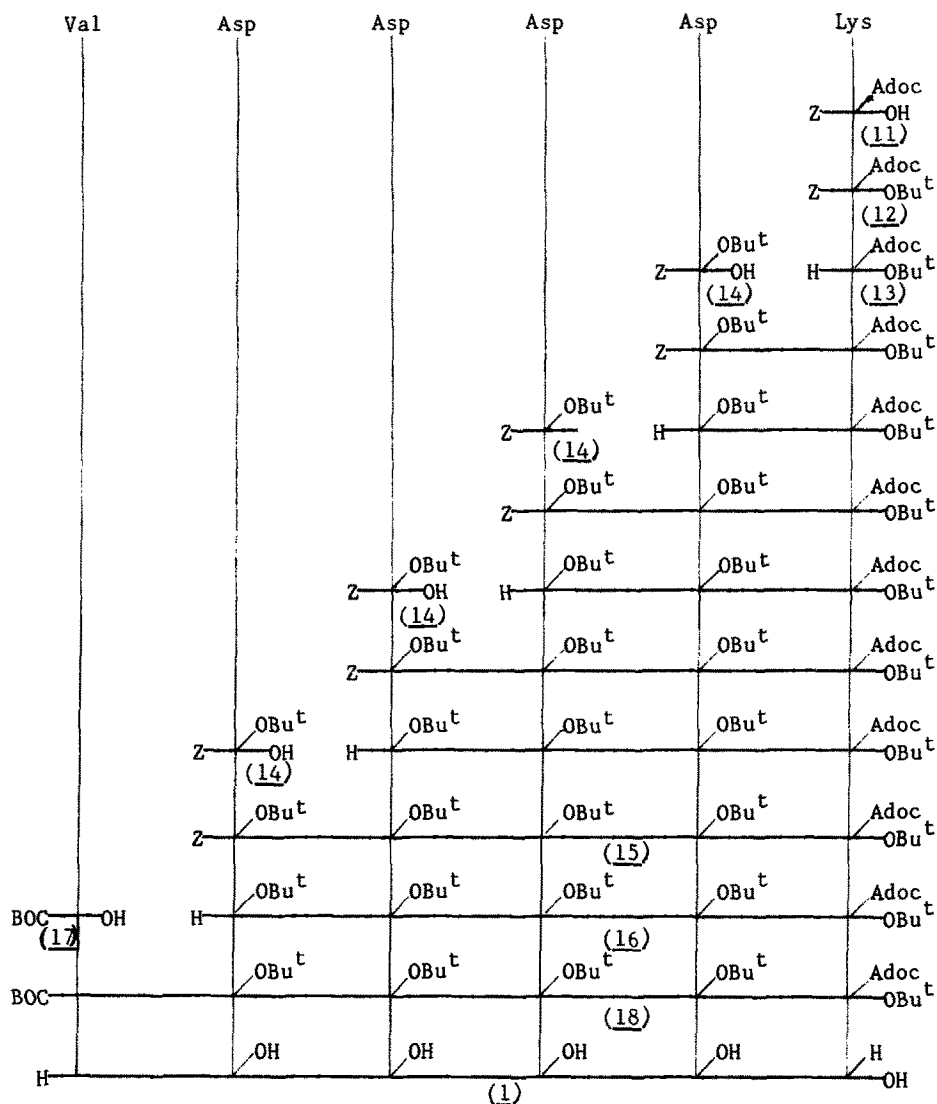 Val Asp Asp Asp Asp Lys
Adoc
Z OH
(11)
Adoc
Z OBut
(12)
OBut Adoc
Z OH H OBut
(14) (13)
OBut Adoc
Z OBut
OBut OBut Adoc
Z H OBut
(14)
OBut OBut Adoc
Z OBut
OBut OBut OBut Adoc
Z OH H OBut
(14)
OBut OBut OBut Adoc
Z OBut
OBut OBut OBut OBut Adoc
Z OH H OBut
(14)
OBut OBut OBut OBut Adoc
Z OBut
(15)
OBut OBut OBut OBut Adoc
BOC OH H OBut
(17) (16)
OBut OBut OBut OBut Adoc
BOC OBut
(18)
OH OH OH OH H
H OH
(1)